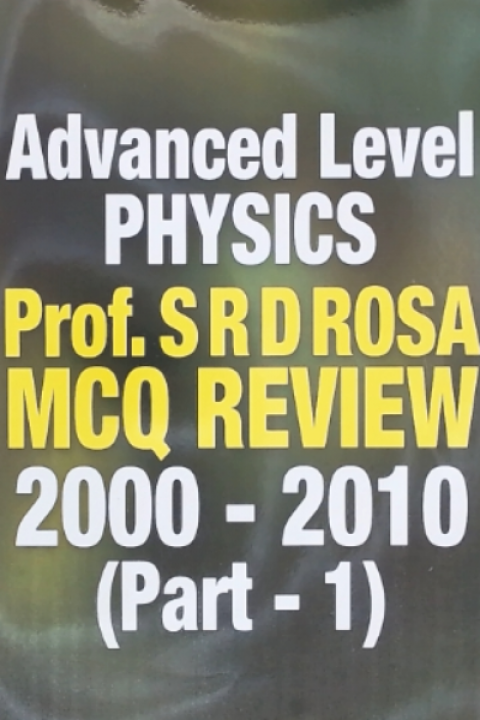 Advanced Level
PHYSICS
Prof. S R D ROSA
MCQ REVIEW
2000 - 2010
(Part - 1)